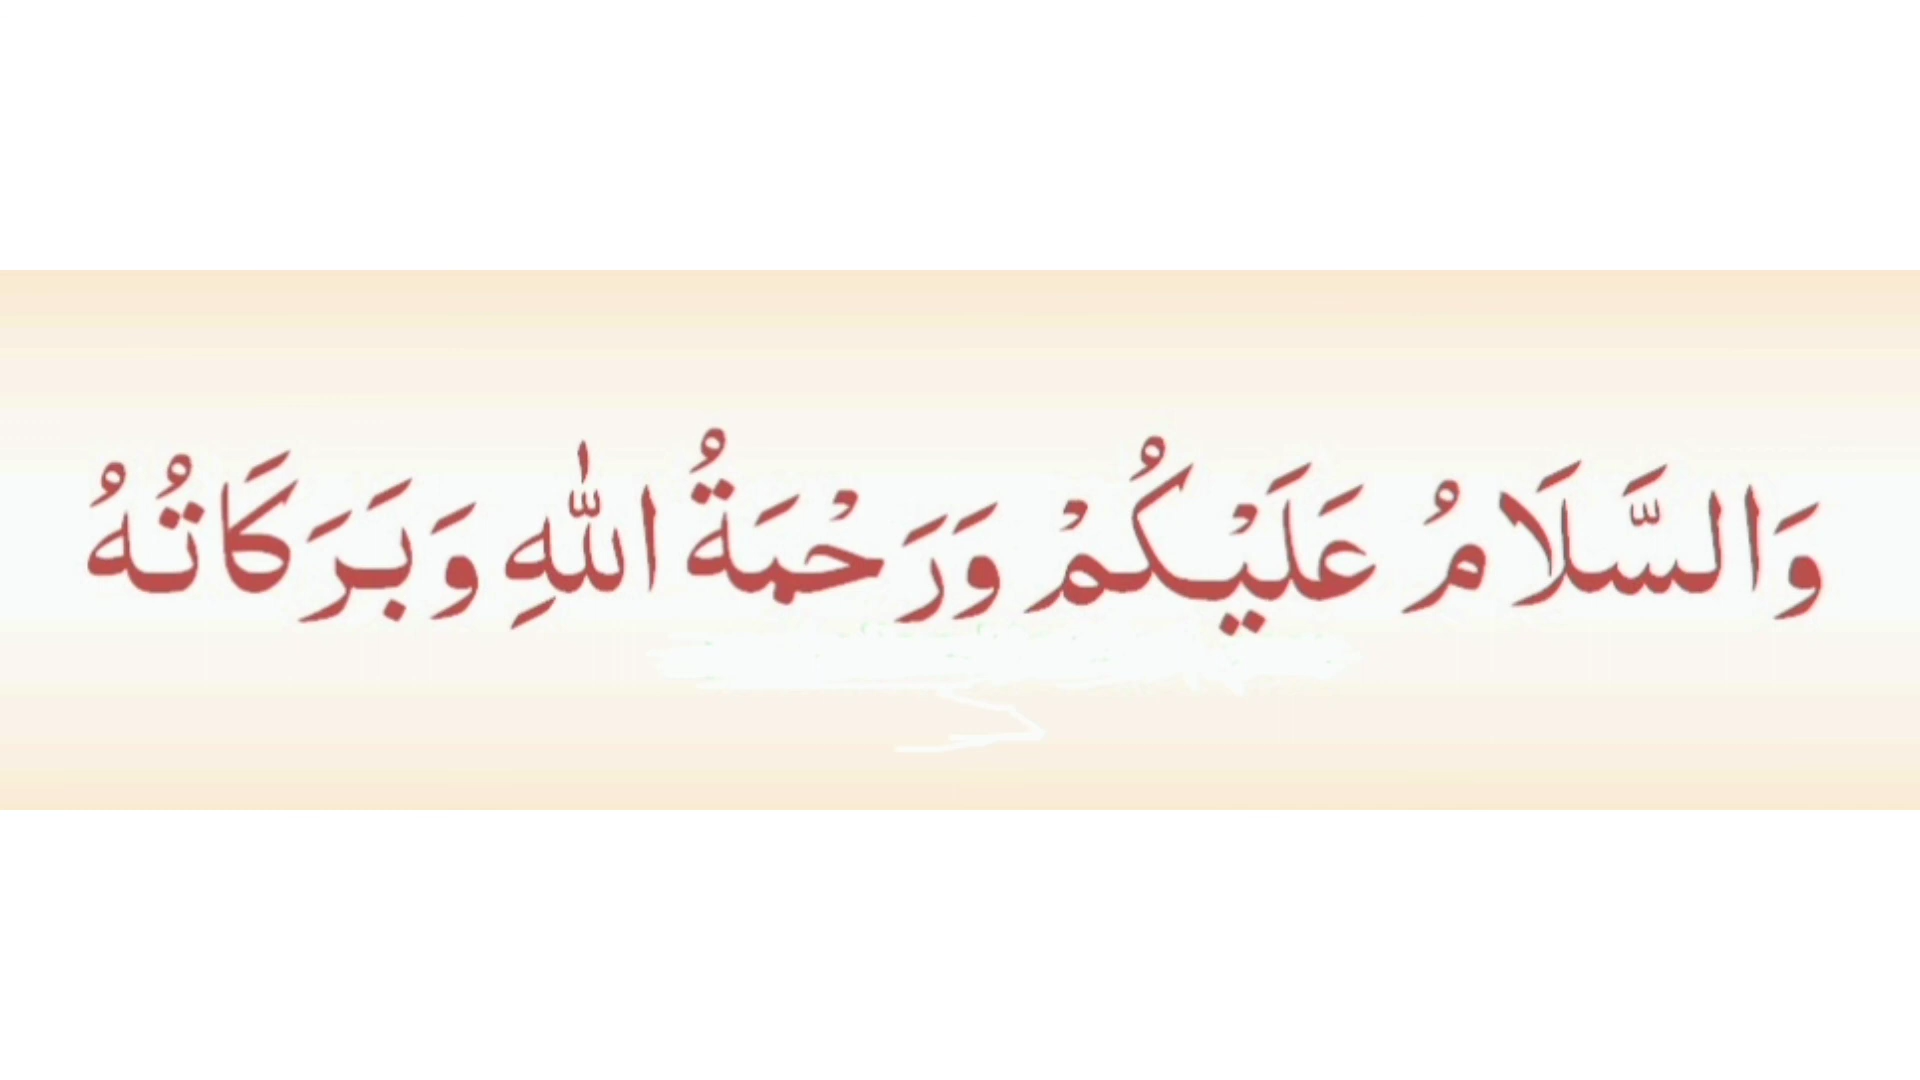 وَالسَّلَامُ عَلَيْكُمْ وَرَحْمَةُ اللّٰهِ وَبَرَكَاتُهُ